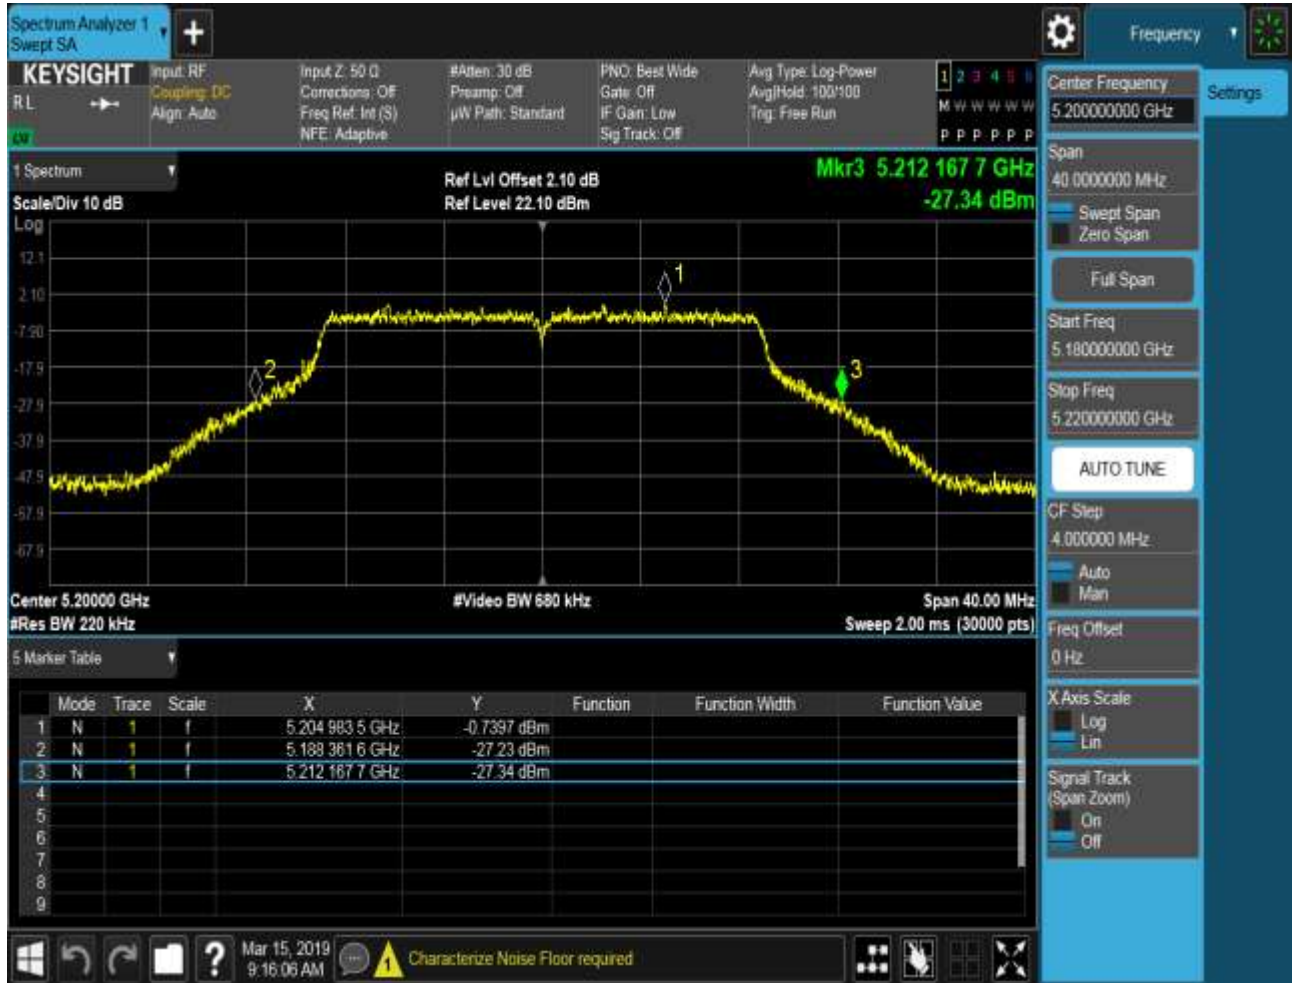 Spectrum Analyzer 1
Swept SA
Frequency
KEYSIGHT
RL
Input: RF
Coupling: DC
Align: Auto
Input Z: 50 Ω
Corrections: Off
Freq Ref: Int (S)
NFE: Adaptive
#Atten: 30 dB
Preamp: Off
µW Path: Standard
PNO: Best Wide
Gate: Off
IF Gain: Low
Sig Track: Off
Avg Type: Log-Power
Avg|Hold: 100/100
Trig: Free Run
1 2 3 4 5 6
M W W W W W
P P P P P P
1 Spectrum
Scale/Div 10 dB
Ref Lvl Offset 2.10 dB
Ref Level 22.10 dBm
Mkr3 5.212 167 7 GHz
-27.34 dBm
Log
12.1
2.10
-7.90
-17.9
-27.9
-37.9
-47.9
-57.9
-67.9
1
2
3
Center 5.20000 GHz
#Res BW 220 kHz
#Video BW 680 kHz
Span 40.00 MHz
Sweep 2.00 ms (30000 pts)
5 Marker Table
Mode Trace Scale X Y Function Function Width Function Value
1 N 1 f 5.204 983 5 GHz -0.7397 dBm
2 N 1 f 5.188 361 6 GHz -27.23 dBm
3 N 1 f 5.212 167 7 GHz -27.34 dBm
4
5
6
7
8
9
Mar 15, 2019
9:16:06 AM
1
Characterize Noise Floor required
Center Frequency
5.200000000 GHz
Settings
Span
40.0000000 MHz
Swept Span
Zero Span
Full Span
Start Freq
5.180000000 GHz
Stop Freq
5.220000000 GHz
AUTO TUNE
CF Step
4.000000 MHz
Auto
Man
Freq Offset
0 Hz
X Axis Scale
Log
Lin
Signal Track
(Span Zoom)
On
Off